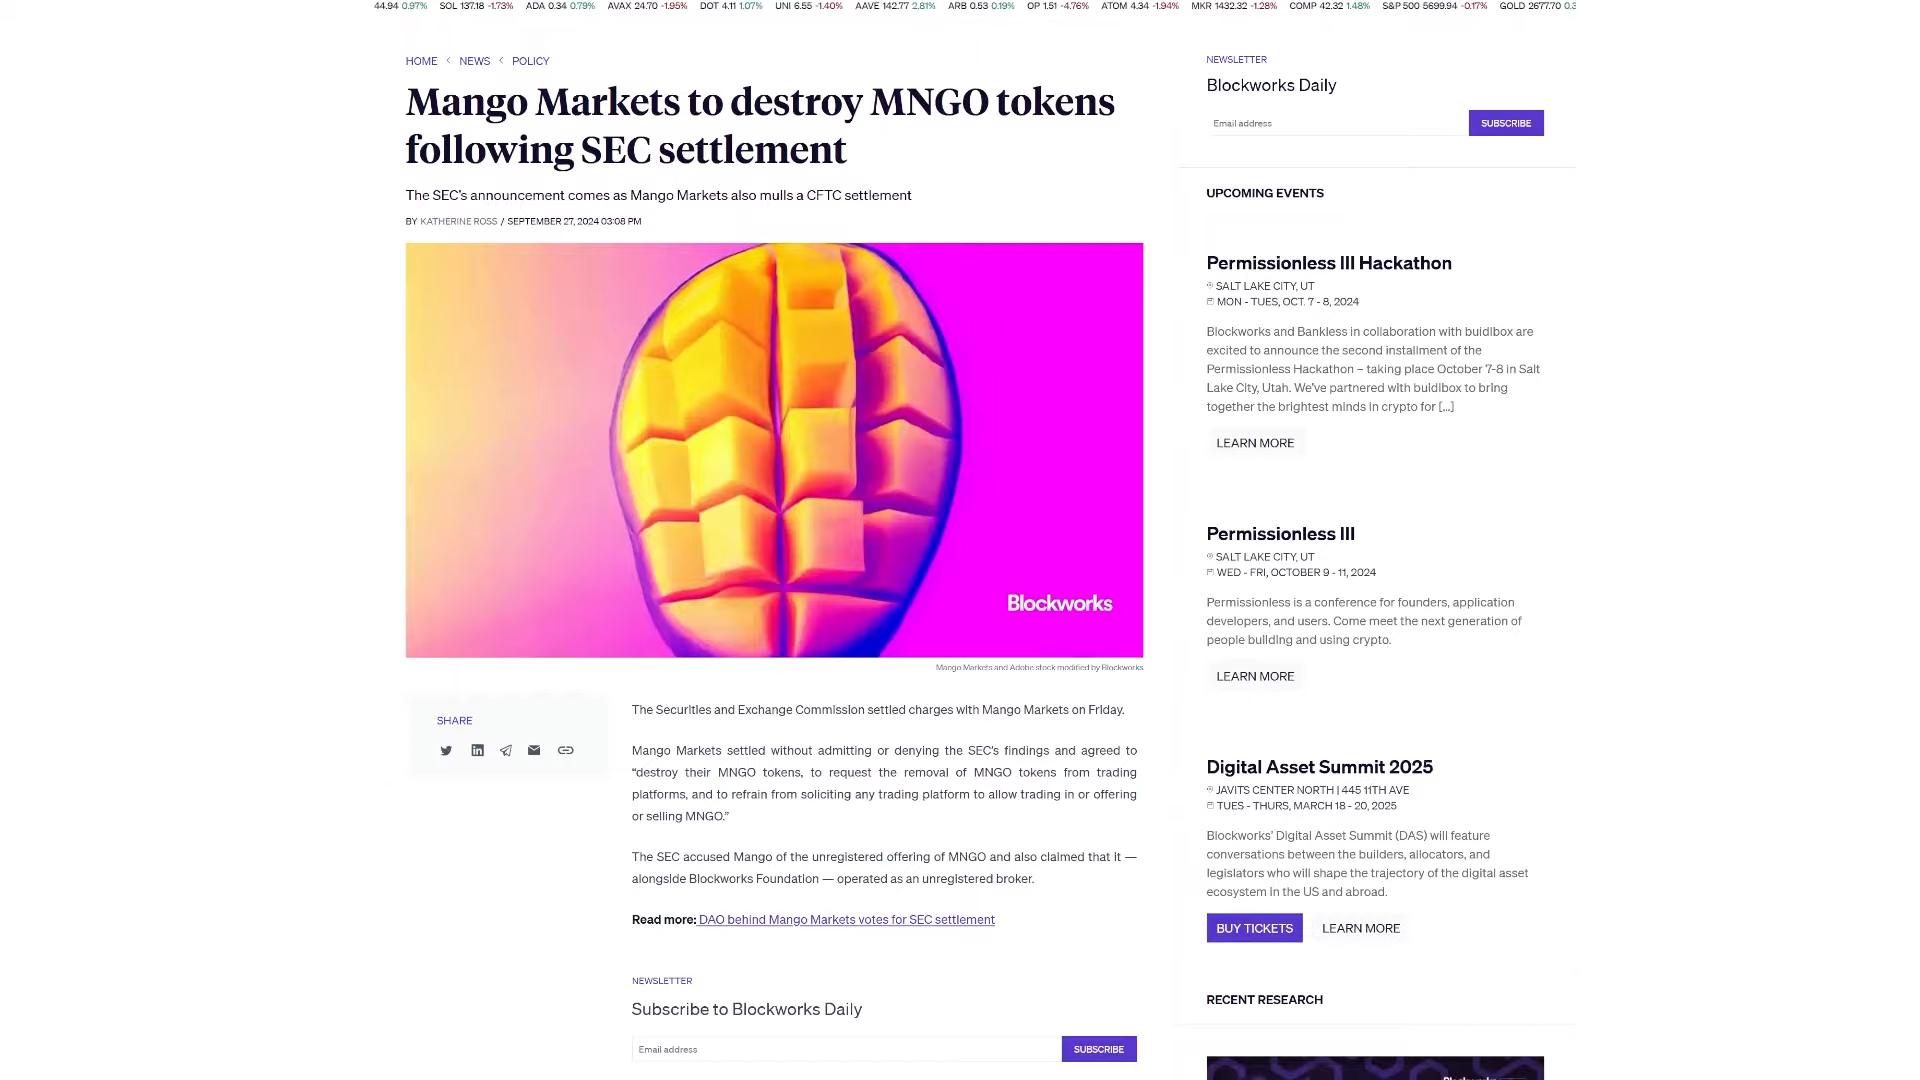 44.94 0.97% SOL 137.18 -1.73% ADA 0.34 0.79% AVAX 24.70 -1.95% DOT 4.11 1.07% UNI 6.55 -1.40% AAVE 142.77 2.81% ARB 0.53 0.19% OP 1.51 -4.76% ATOM 4.34 -1.94% MKR 1432.32 -1.28% COMP 42.32 1.48% S&P 500 5699.94 -0.17% GOLD 2677.70
HOME < NEWS < POLICY
Mango Markets to destroy MNGO tokens
following SEC settlement
The SEC's announcement comes as Mango Markets also mulls a CFTC settlement
BY KATHERINE ROSS / SEPTEMBER 27, 2024 03:08 PM
Blockworks
Mango Markets and Adobe stock modified by Blockworks
SHARE
The Securities and Exchange Commission settled charges with Mango Markets on Friday.
Mango Markets settled without admitting or denying the SEC's findings and agreed to
“destroy their MNGO tokens, to request the removal of MNGO tokens from trading
platforms, and to refrain from soliciting any trading platform to allow trading in or offering
or selling MNGO.”
The SEC accused Mango of the unregistered offering of MNGO and also claimed that it —
alongside Blockworks Foundation — operated as an unregistered broker.
Read more: DAO behind Mango Markets votes for SEC settlement
NEWSLETTER
Subscribe to Blockworks Daily
Email address
SUBSCRIBE
NEWSLETTER
Blockworks Daily
Email address
SUBSCRIBE
UPCOMING EVENTS
Permissionless III Hackathon
SALT LAKE CITY, UT
MON - TUES, OCT. 7 - 8, 2024
Blockworks and Bankless in collaboration with buidlbox are
excited to announce the second installment of the
Permissionless Hackathon – taking place October 7-8 in Salt
Lake City, Utah. We've partnered with buidlbox to bring
together the brightest minds in crypto for [...]
LEARN MORE
Permissionless III
SALT LAKE CITY, UT
WED - FRI, OCTOBER 9 - 11, 2024
Permissionless is a conference for founders, application
developers, and users. Come meet the next generation of
people building and using crypto.
LEARN MORE
Digital Asset Summit 2025
JAVITS CENTER NORTH | 445 11TH AVE
TUES - THURS, MARCH 18 - 20, 2025
Blockworks' Digital Asset Summit (DAS) will feature
conversations between the builders, allocators, and
legislators who will shape the trajectory of the digital asset
ecosystem in the US and abroad.
BUY TICKETS LEARN MORE
RECENT RESEARCH